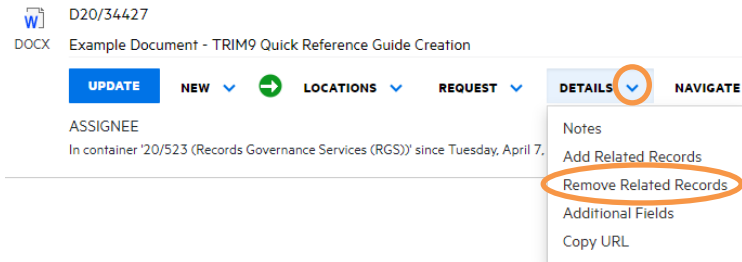 D20/34427
W
DOCX Example Document - TRIM9 Quick Reference Guide Creation
UPDATE NEW LOCATIONS REQUEST DETAILS NAVIGATE
ASSIGNEE
In container '20/523 (Records Governance Services (RGS))' since Tuesday, April 7,
Notes
Add Related Records
Remove Related Records
Additional Fields
Copy URL